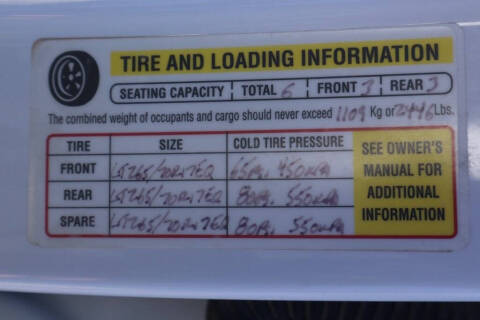 TIRE AND LOADING INFORMATION
SEATING CAPACITY TOTAL 6 FRONT 3 REAR 3
The combined weight of occupants and cargo should never exceed 1109 Kg or 2446 Lbs.
TIRE SIZE COLD TIRE PRESSURE SEE OWNER'S MANUAL FOR ADDITIONAL INFORMATION
FRONT 65PSI, 450KPA
REAR 80PSI, 550KPA
SPARE 80PSI, 550KPA